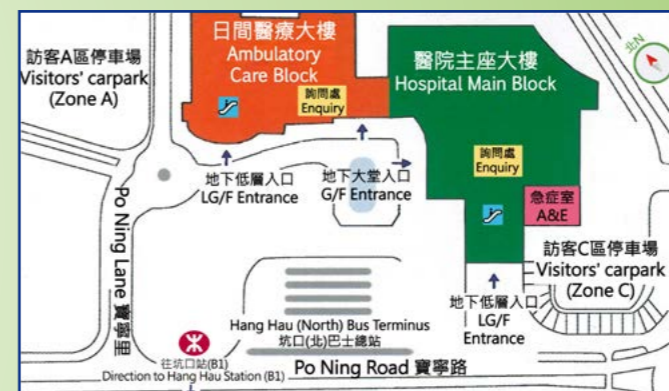 日間醫療大樓
Ambulatory
Care Block
詢問處
Enquiry
醫院主座大樓
Hospital Main Block
詢問處
Enquiry
急症室
A&E
北N
訪客A區停車場
Visitors' carpark
(Zone A)
地下低層入口
LG/F Entrance
地下大堂入口
G/F Entrance
訪客C區停車場
Visitors' carpark
(Zone C)
地下低層入口
LG/F
Entrance
Po Ning Lane 寶寧里
Hang Hau (North) Bus Terminus
坑口(北)巴士總站
往坑口站(B1)
Direction to Hang Hau Station (B1)
Po Ning Road 寶寧路